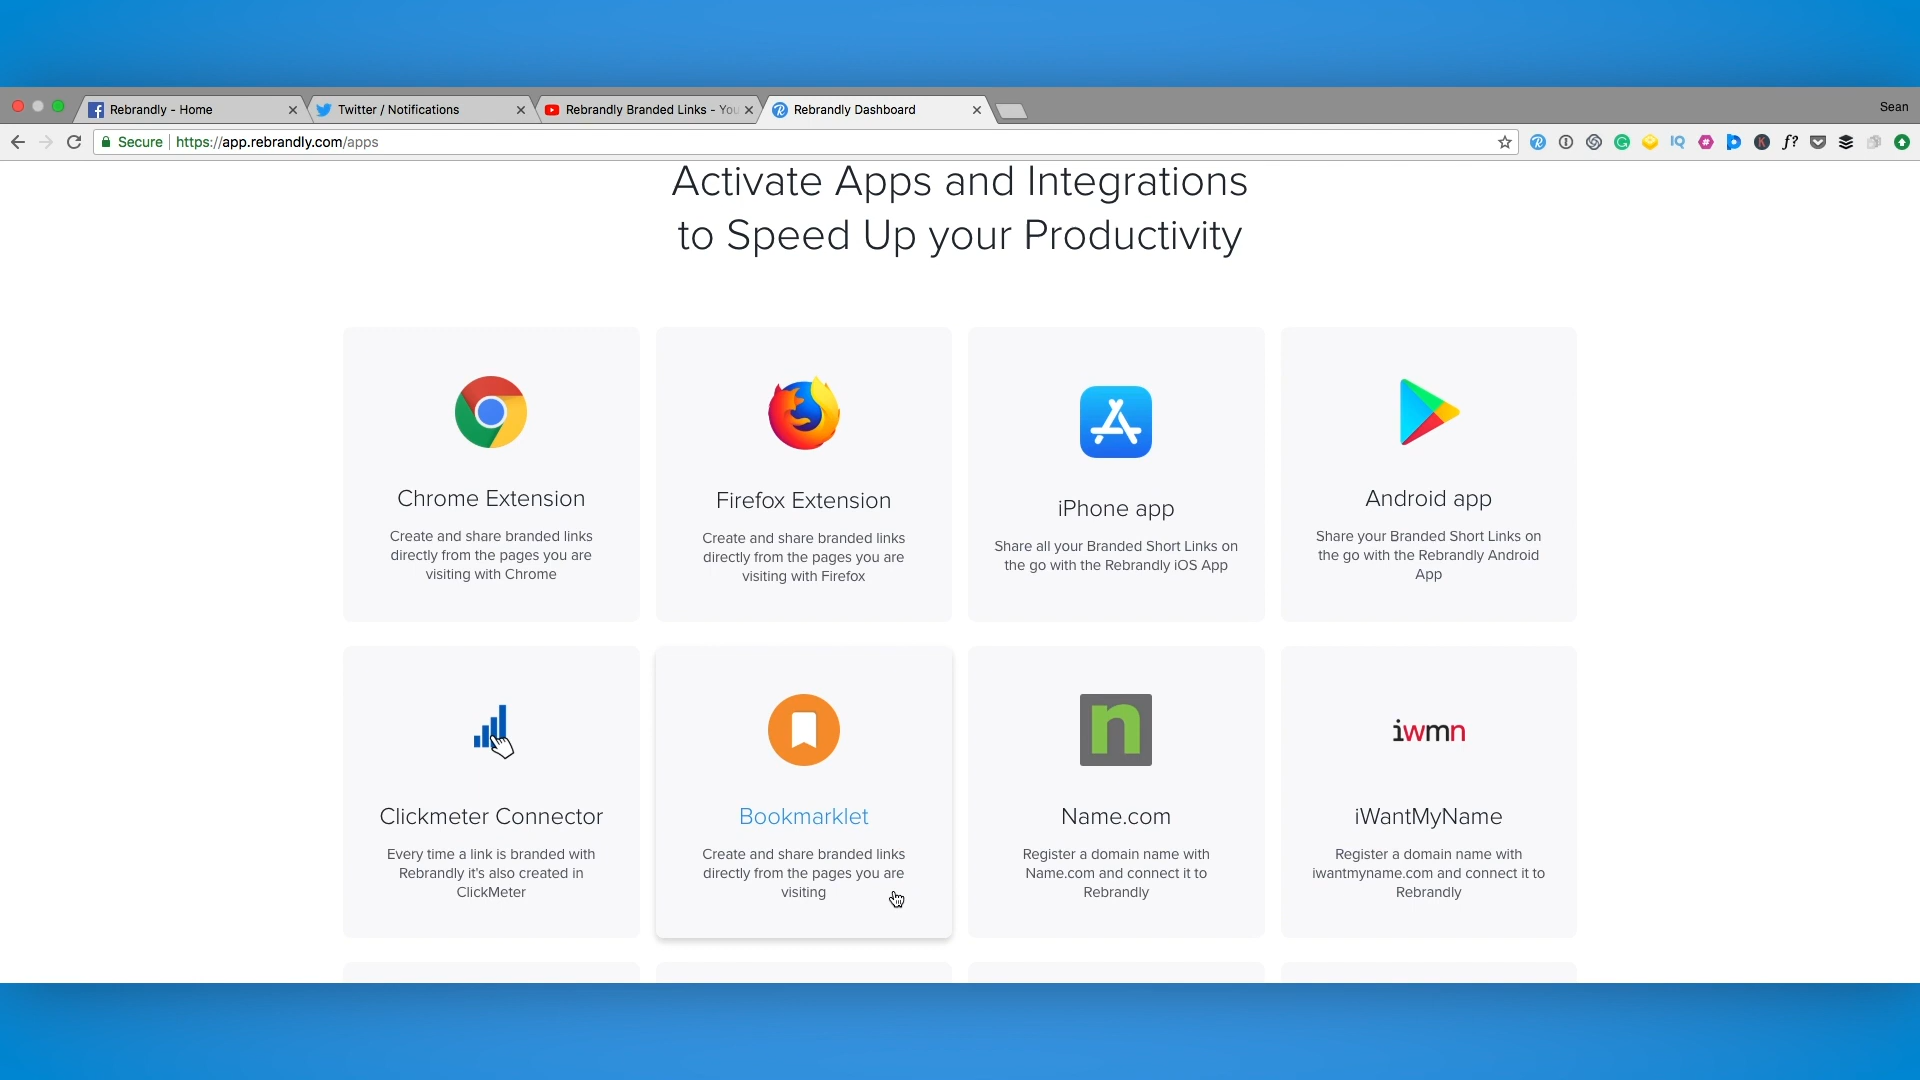 Rebrandly - Home
Twitter / Notifications
Rebrandly Branded Links - You
Rebrandly Dashboard
Sean
Secure
https://app.rebrandly.com/apps
IQ
f?
Activate Apps and Integrations
to Speed Up your Productivity
Chrome Extension
Create and share branded links
directly from the pages you are
visiting with Chrome
Firefox Extension
Create and share branded links
directly from the pages you are
visiting with Firefox
iPhone app
Share all your Branded Short Links on
the go with the Rebrandly iOS App
Android app
Share your Branded Short Links on
the go with the Rebrandly Android
App
Clickmeter Connector
Every time a link is branded with
Rebrandly it's also created in
ClickMeter
Bookmarklet
Create and share branded links
directly from the pages you are
visiting
n
Name.com
Register a domain name with
Name.com and connect it to
Rebrandly
iwmn
iWantMyName
Register a domain name with
iwantmyname.com and connect it to
Rebrandly